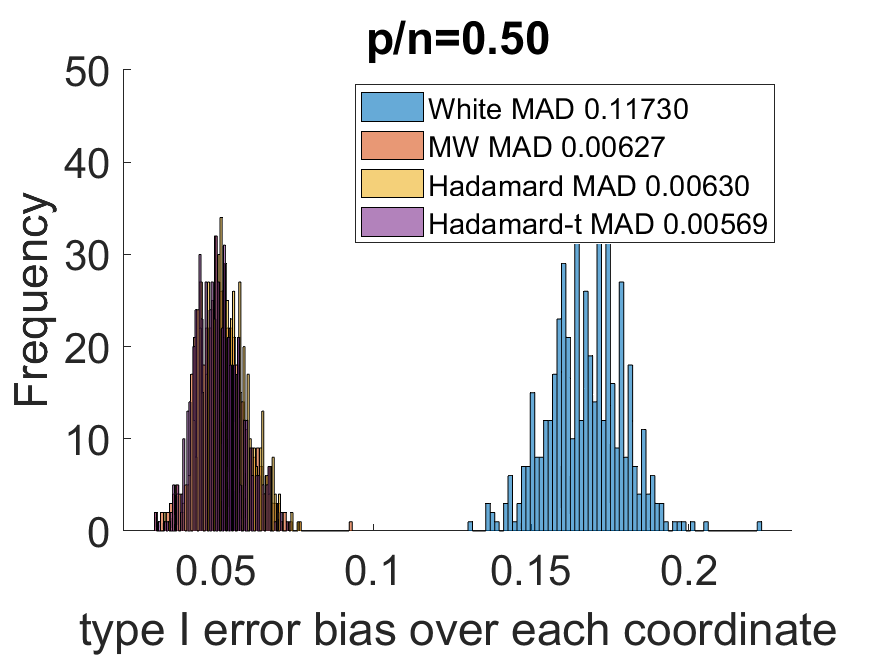 p/n=0.50
50
40
30
20
10
0
Frequency
White MAD 0.11730
MW MAD 0.00627
Hadamard MAD 0.00630
Hadamard-t MAD 0.00569
0.05 0.1 0.15 0.2
type I error bias over each coordinate